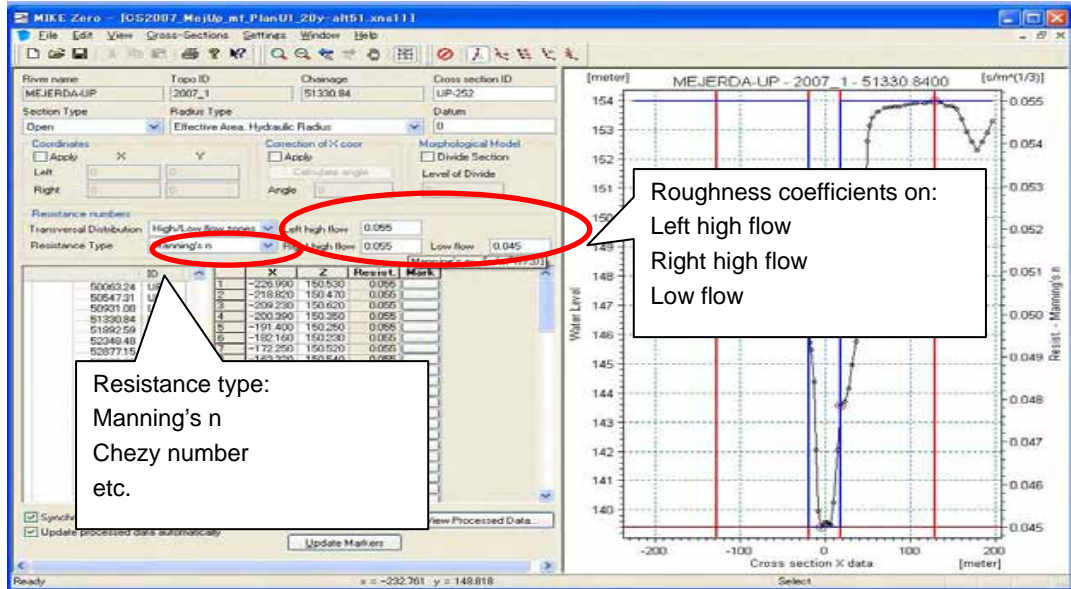 MIKE Zero - [CS2007_MejUp_mf_PlanU1_20y-alt51.xns11]
File Edit View Cross-Sections Settings Window Help
River name Topo ID Chainage Cross section ID
MEJERDA-UP 2007_1 51330.84 UP-252
Section Type Radius Type Datum
Open Effective Area, Hydraulic Radius 0
Coordinates Correction of X coor Morphological Model
Apply X Y Apply Divide Section
Left 0 0 Calculate angle Level of Divide
Right 0 0 Angle 0
Resistance numbers
Transversal Distribution High/Low flow zones Left high flow 0.055
Resistance Type Manning's n Right high flow 0.055 Low flow 0.045
ID X Z Resist. Mark
50063.24
50547.31
50931.00
51330.84
51892.59
52348.48
52877.15
1 -226.990 150.530 0.055
2 -218.820 150.470 0.055
3 -209.230 150.620 0.055
4 -200.390 150.350 0.055
5 -191.400 150.250 0.055
6 -182.160 150.230 0.055
-172.250 150.520 0.055
Resistance type:
Manning's n
Chezy number
etc.
Update processed data automatically
View Processed Data...
Update Markers
Ready x = -232.761 y = 148.818 Select
[meter] MEJERDA-UP - 2007_1 - 51330.8400 [s/m^(1/3)]
Roughness coefficients on:
Left high flow
Right high flow
Low flow
154
153
152
151
150
149
148
147
146
145
144
143
142
141
140
Water Level
0.055
0.054
0.053
0.052
0.051
0.050
0.049
0.048
0.047
0.046
0.045
Resist. - Manning's n
-200 -100 0 100 200
Cross section X data [meter]